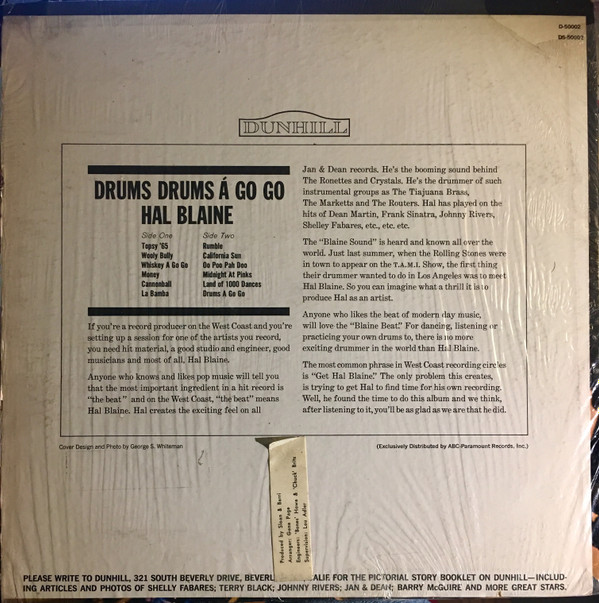 D-50002
DS-50002
DUNHILL
DRUMS DRUMS Á GO GO
HAL BLAINE
Side One
Topsy '65
Wooly Bully
Whiskey A Go Go
Money
Cannonball
La Bamba
Side Two
Rumble
California Sun
Oo Poo Pah Doo
Midnight At Pinks
Land of 1000 Dances
Drums A Go Go
If you're a record producer on the West Coast and you're
setting up a session for one of the artists you record,
you need hit material, a good studio and engineer, good
musicians and most of all, Hal Blaine.
Anyone who knows and likes pop music will tell you
that the most important ingredient in a hit record is
"the beat" and on the West Coast, "the beat" means
Hal Blaine. Hal creates the exciting feel on all
Jan & Dean records. He's the booming sound behind
The Ronettes and Crystals. He's the drummer of such
instrumental groups as The Tiajuana Brass,
The Marketts and The Routers. Hal has played on the
hits of Dean Martin, Frank Sinatra, Johnny Rivers,
Shelley Fabares, etc., etc. etc.
The "Blaine Sound" is heard and known all over the
world. Just last summer, when the Rolling Stones were
in town to appear on the T.A.M.I. Show, the first thing
their drummer wanted to do in Los Angeles was to meet
Hal Blaine. So you can imagine what a thrill it is to
produce Hal as an artist.
Anyone who likes the beat of modern day music,
will love the "Blaine Beat." For dancing, listening or
practicing your own drums to, there is no more
exciting drummer in the world than Hal Blaine.
The most common phrase in West Coast recording circles
is "Get Hal Blaine." The only problem this creates,
is trying to get Hal to find time for his own recording.
Well, he found the time to do this album and we think,
after listening to it, you'll be as glad as we are that he did.
Cover Design and Photo by George S. Whiteman
(Exclusively Distributed by ABC-Paramount Records, Inc.)
Produced by Sloan & Barri
Arranger: Gene Page
Engineers: 'Bones' Howe & 'Chuck' Britz
Supervision: Lou Adler
PLEASE WRITE TO DUNHILL, 321 SOUTH BEVERLY DRIVE, BEVERL ALIF FOR THE PICTORIAL STORY BOOKLET ON DUNHILL—INCLUD-
ING ARTICLES AND PHOTOS OF SHELLY FABARES; TERRY BLACK; JOHNNY RIVERS; JAN & DEAN; BARRY McGUIRE AND MORE GREAT STARS.